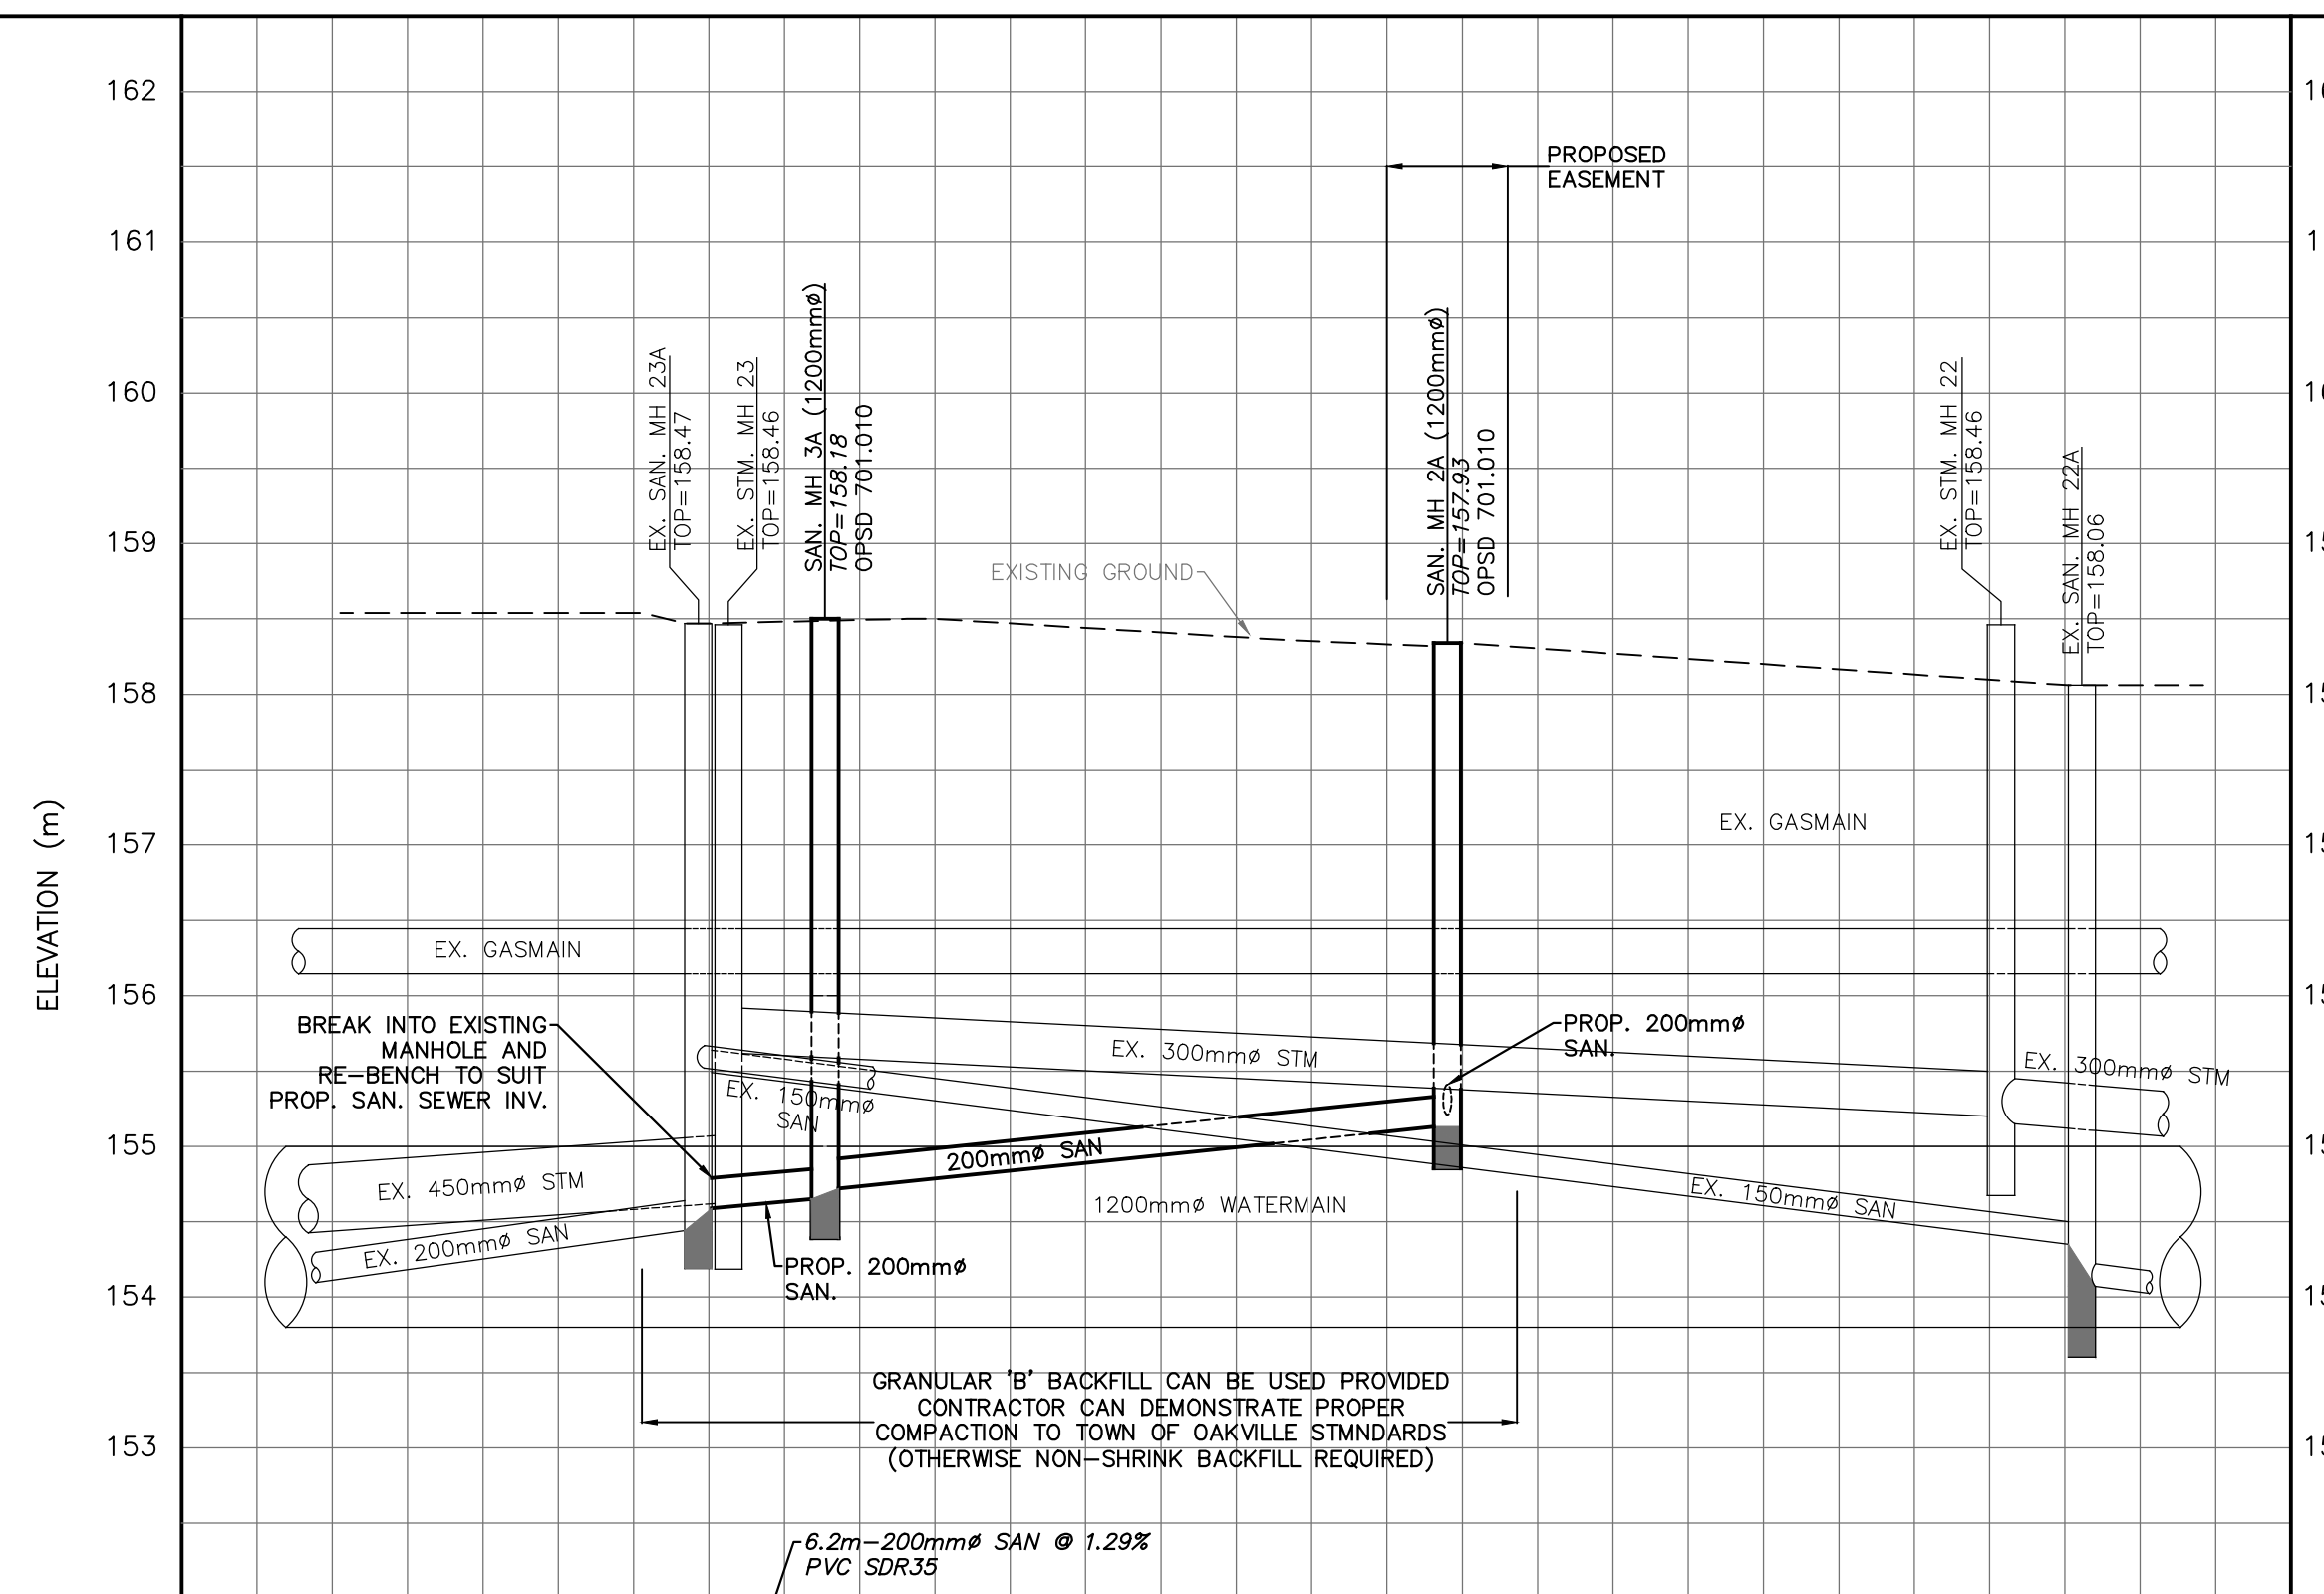 162
161
160
159
158
157
156
155
154
153
ELEVATION (m)
PROPOSED
EASEMENT
EX. SAN. MH 23A
TOP=158.47
EX. STM. MH 23
TOP=158.46
SAN. MH 3A (1200mmø)
TOP=158.18
OPSD 701.010
EXISTING GROUND
SAN. MH 2A (1200mmø)
TOP=157.93
OPSD 701.010
EX. STM. MH 22
TOP=158.46
EX. SAN. MH 22A
TOP=158.06
EX. GASMAIN
EX. GASMAIN
BREAK INTO EXISTING
MANHOLE AND
RE-BENCH TO SUIT
PROP. SAN. SEWER INV.
EX. 150mmø
SAN
EX. 300mmø STM
PROP. 200mmø
SAN.
EX. 300mmø STM
200mmø SAN
EX. 450mmø STM
EX. 200mmø SAN
1200mmø WATERMAIN
EX. 150mmø SAN
PROP. 200mmø
SAN.
GRANULAR 'B' BACKFILL CAN BE USED PROVIDED
CONTRACTOR CAN DEMONSTRATE PROPER
COMPACTION TO TOWN OF OAKVILLE STMNDARDS
(OTHERWISE NON-SHRINK BACKFILL REQUIRED)
6.2m-200mmø SAN @ 1.29%
PVC SDR35